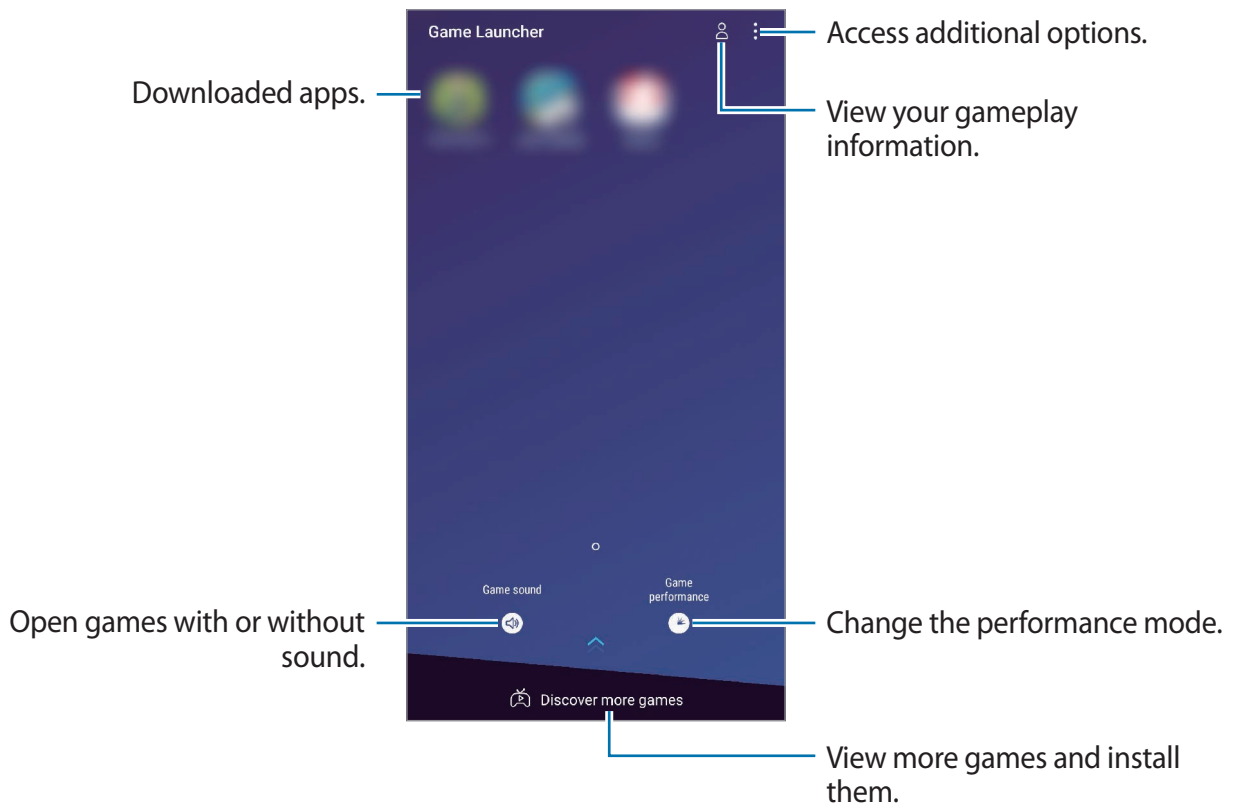 Game Launcher
Access additional options.
Downloaded apps.
View your gameplay
information.
Game sound
Game
performance
Open games with or without
sound.
Change the performance mode.
Discover more games
View more games and install
them.